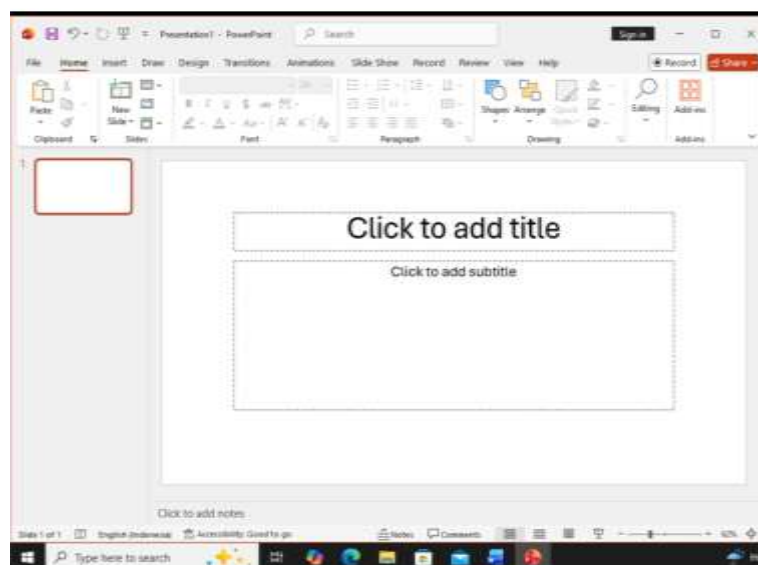 Presentation1 - PowerPoint
Search
Sign in
File Home Insert Draw Design Transitions Animations Slide Show Record Review View Help
Record Share
Paste
New
Slide
Shapes Arrange
Editing Add-ins
Clipboard Slides Font Paragraph Drawing Add-ins
1
Click to add title
Click to add subtitle
Click to add notes
Slide 1 of 1 English (Indonesia) Accessibility: Good to go Notes Comments
Type here to search